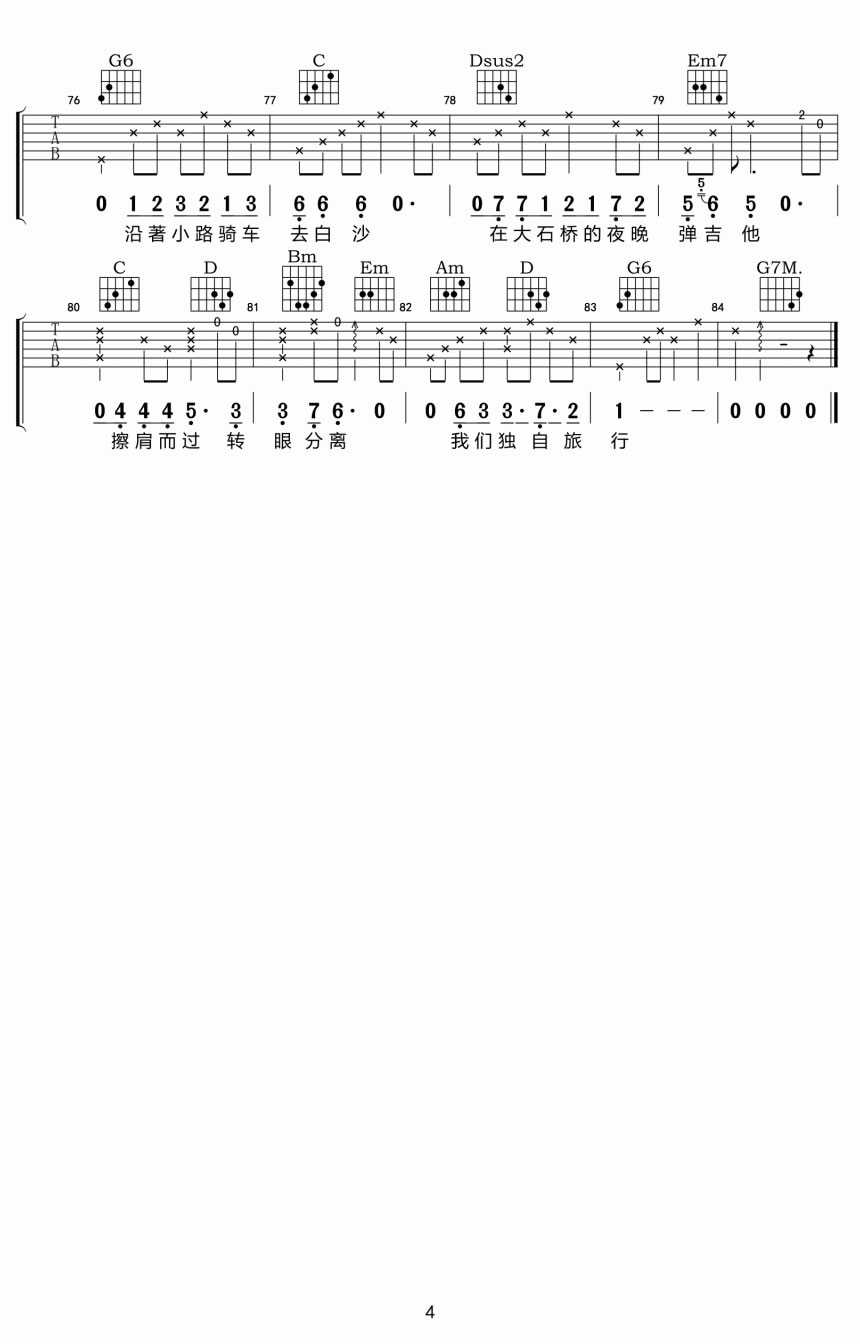 G6 C Dsus2 Em7
76 77 78 79
T A B 2 0
5
0 1 2 3 2 1 3 6 6 6 0· 0 7 7 1 2 1 7 2 5 6 5 0·
沿著小路骑车 去白 沙 在大石桥的夜晚 弹吉 他
C D Bm Em Am D G6 G7M.
80 81 82 83 84
T A B 0 0 0
0 4 4 4 5· 3 3 7 6· 0 0 6 3 3· 7· 2 1 — — — 0 0 0 0
擦肩而过 转 眼 分离 我们独 自 旅 行
4